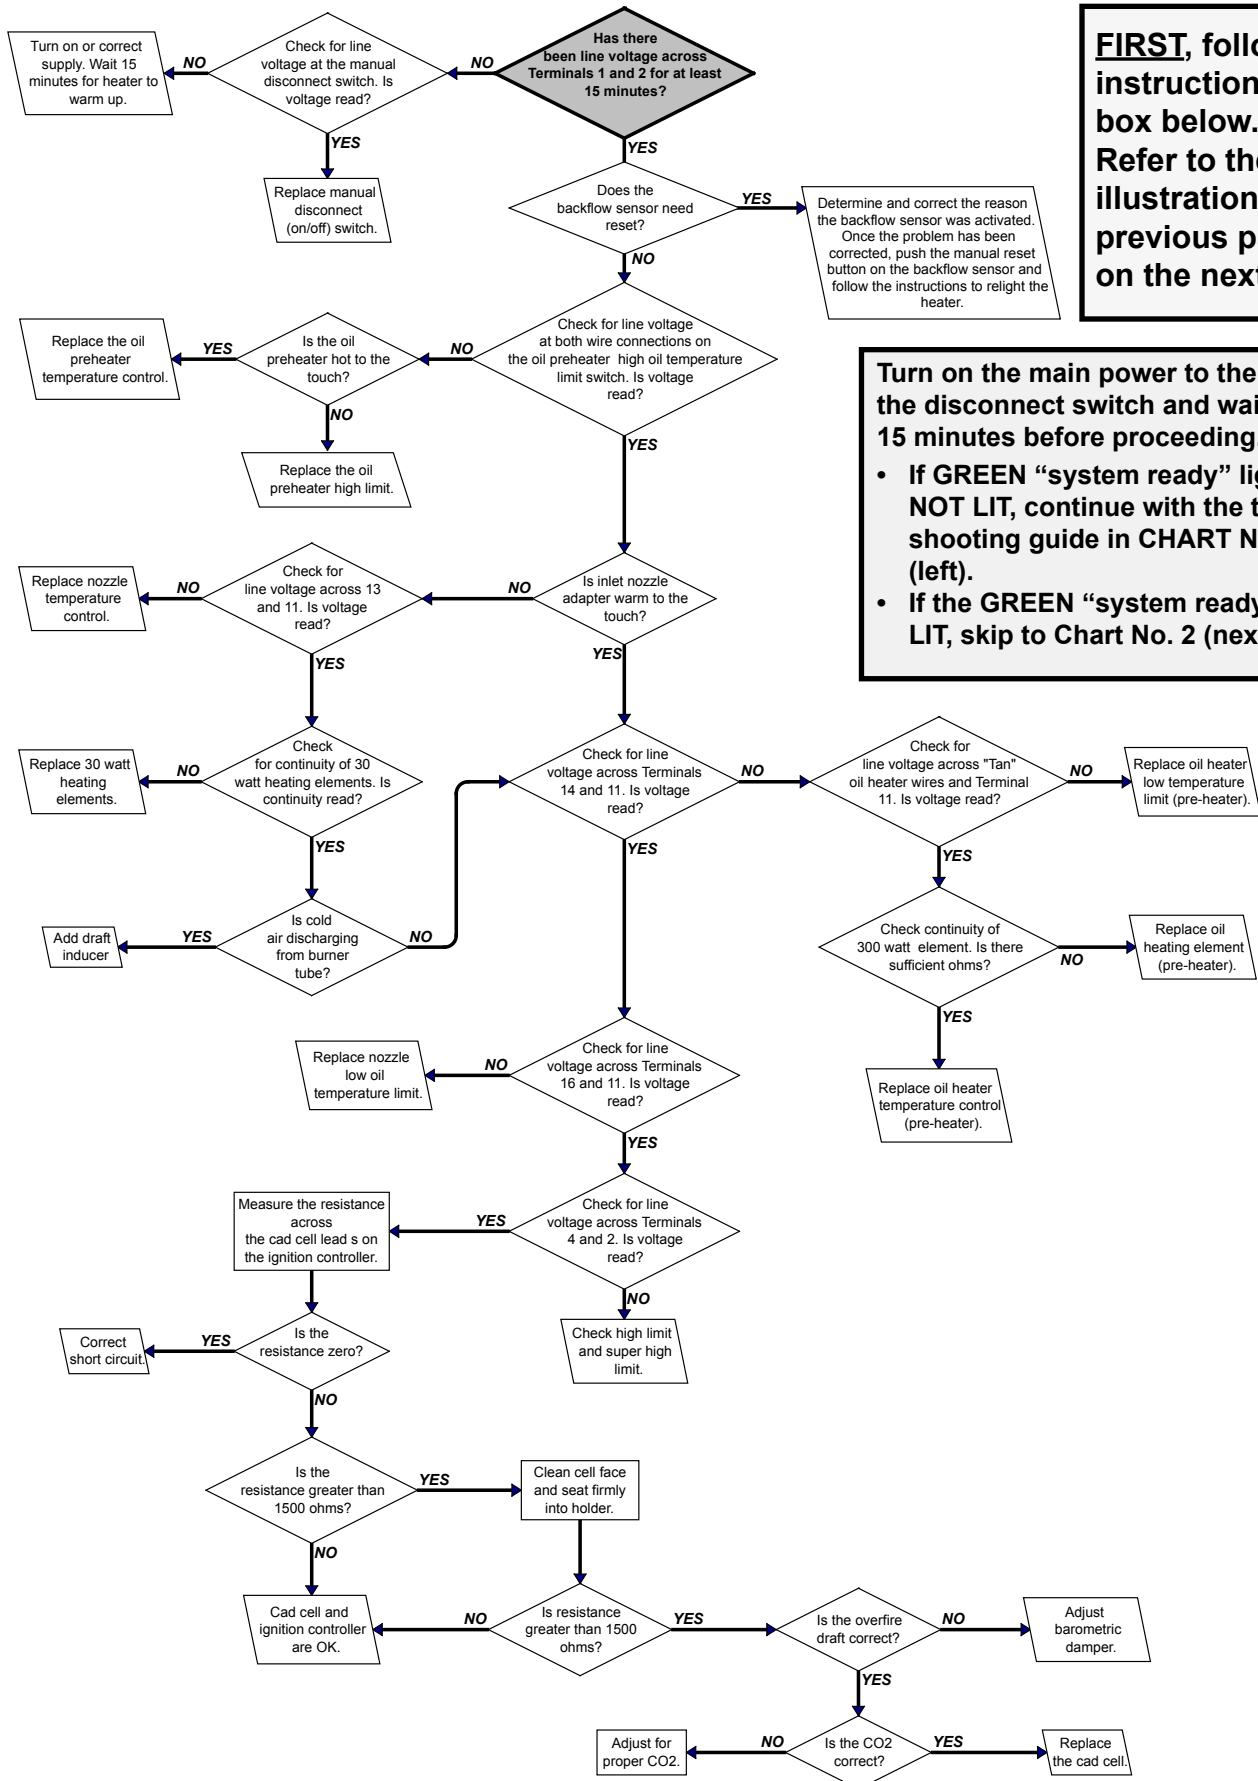 Turn on or correct
supply. Wait 15
minutes for heater to
warm up.
NO
Check for line
voltage at the manual
disconnect switch. Is
voltage read?
NO
Has there
been line voltage across
Terminals 1 and 2 for at least
15 minutes?
FIRST, follo
instruction
box below.
Refer to the
illustration
previous p
on the next
YES
YES
Replace manual
disconnect
(on/off) switch.
Does the
backflow sensor need
reset?
YES
Determine and correct the reason
the backflow sensor was activated.
Once the problem has been
corrected, push the manual reset
button on the backflow sensor and
follow the instructions to relight the
heater.
NO
Replace the oil
preheater
temperature control.
YES
Is the oil
preheater hot to the
touch?
NO
Check for line voltage
at both wire connections on
the oil preheater high oil temperature
limit switch. Is voltage
read?
NO
YES
Replace the oil
preheater high limit.
Turn on the main power to the
the disconnect switch and wai
15 minutes before proceeding.
• If GREEN “system ready” lig
NOT LIT, continue with the t
shooting guide in CHART N
(left).
• If the GREEN “system ready
LIT, skip to Chart No. 2 (nex
Replace nozzle
temperature
control.
NO
Check for
line voltage across 13
and 11. Is voltage
read?
NO
Is inlet nozzle
adapter warm to the
touch?
YES
YES
Replace 30 watt
heating
elements.
NO
Check
for continuity of 30
watt heating elements. Is
continuity read?
Check for line
voltage across Terminals
14 and 11. Is voltage
read?
NO
Check for
line voltage across "Tan"
oil heater wires and Terminal
11. Is voltage read?
NO
Replace oil heater
low temperature
limit (pre-heater).
YES
YES
YES
Add draft
inducer
YES
Is cold
air discharging
from burner
tube?
NO
Check continuity of
300 watt element. Is there
sufficient ohms?
NO
Replace oil
heating element
(pre-heater).
YES
Replace nozzle
low oil
temperature limit.
NO
Check for line
voltage across Terminals
16 and 11. Is voltage
read?
Replace oil heater
temperature control
(pre-heater).
YES
Measure the resistance
across
the cad cell lead s on
the ignition controller.
YES
Check for line
voltage across Terminals
4 and 2. Is voltage
read?
NO
Correct
short circuit.
YES
Is the
resistance zero?
Check high limit
and super high
limit.
NO
Is the
resistance greater than
1500 ohms?
YES
Clean cell face
and seat firmly
into holder.
NO
Cad cell and
ignition controller
are OK.
NO
Is resistance
greater than 1500
ohms?
YES
Is the overfire
draft correct?
NO
Adjust
barometric
damper.
YES
Adjust for
proper CO2.
NO
Is the CO2
correct?
YES
Replace
the cad cell.